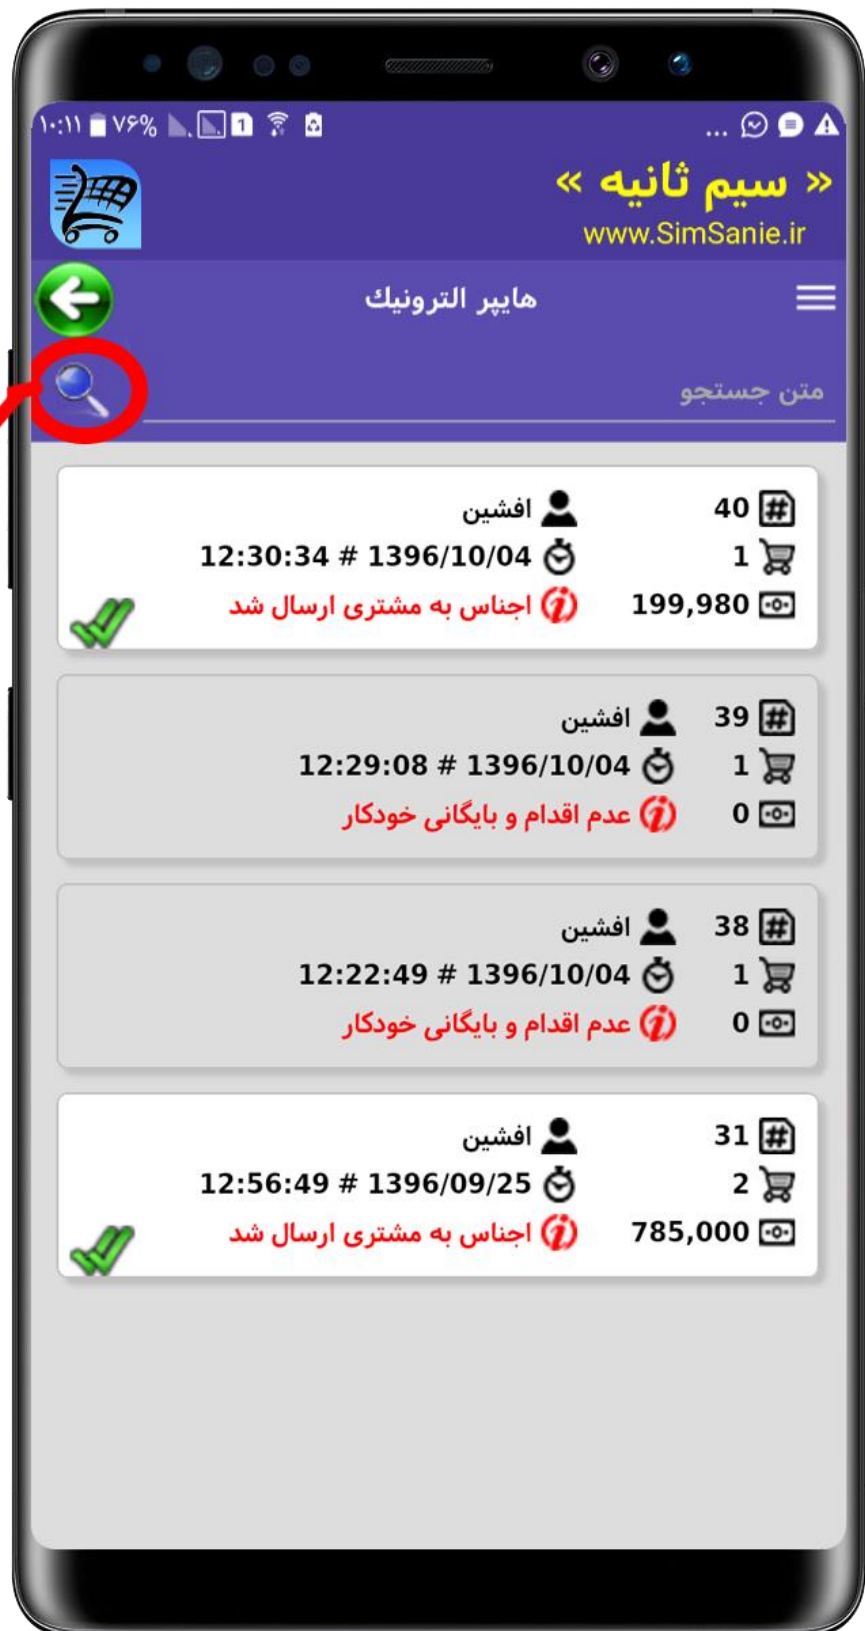 ۱۰:۱۱ ۷۶% 1 ...
« سیم ثانیه »
www.SimSanie.ir
هایپر الترونیك
متن جستجو
40 افشین
1 1396/10/04 # 12:30:34
199,980 اجناس به مشتری ارسال شد
39 افشین
1 1396/10/04 # 12:29:08
0 عدم اقدام و بایگانی خودکار
38 افشین
1 1396/10/04 # 12:22:49
0 عدم اقدام و بایگانی خودکار
31 افشین
2 1396/09/25 # 12:56:49
785,000 اجناس به مشتری ارسال شد